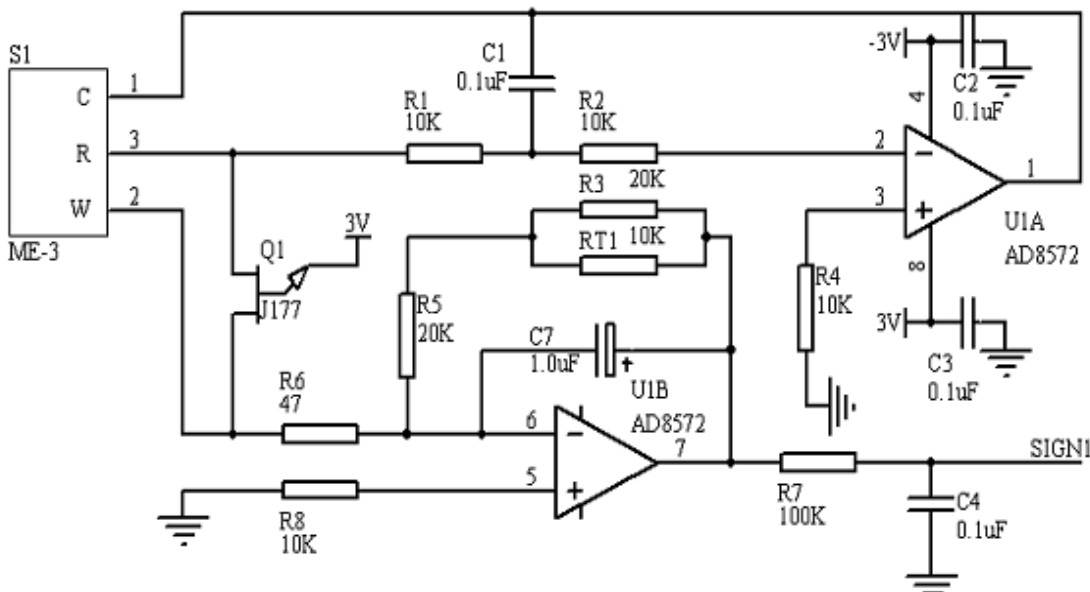 S1
C
1
R
3
W
2
ME-3
C1
0.1uF
R1
10K
R2
10K
-3V
4
C2
0.1uF
2
3
1
U1A
AD8572
8
3V
C3
0.1uF
R4
10K
20K
R3
10K
RT1
3V
Q1
J177
R5
20K
C7
1.0uF
+
U1B
AD8572
R6
47
6
5
7
R8
10K
R7
100K
SIGN1
C4
0.1uF